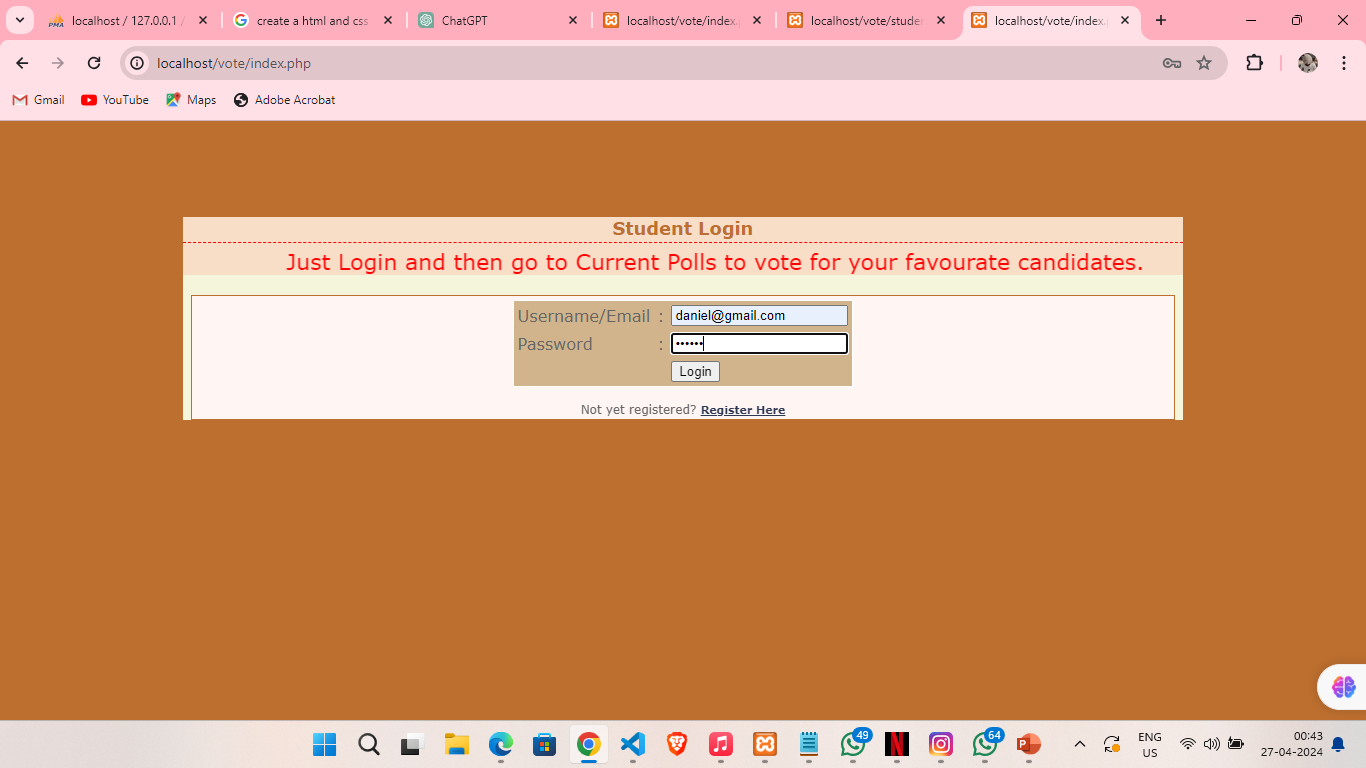 localhost / 127.0.0.1 /
create a html and css
ChatGPT
localhost/vote/index.
localhost/vote/studen
localhost/vote/index.p
localhost/vote/index.php
Gmail
YouTube
Maps
Adobe Acrobat
Student Login
Just Login and then go to Current Polls to vote for your favourate candidates.
Username/Email : daniel@gmail.com
Password : ••••••
Login
Not yet registered? Register Here
49
64
ENG
US
00:43
27-04-2024